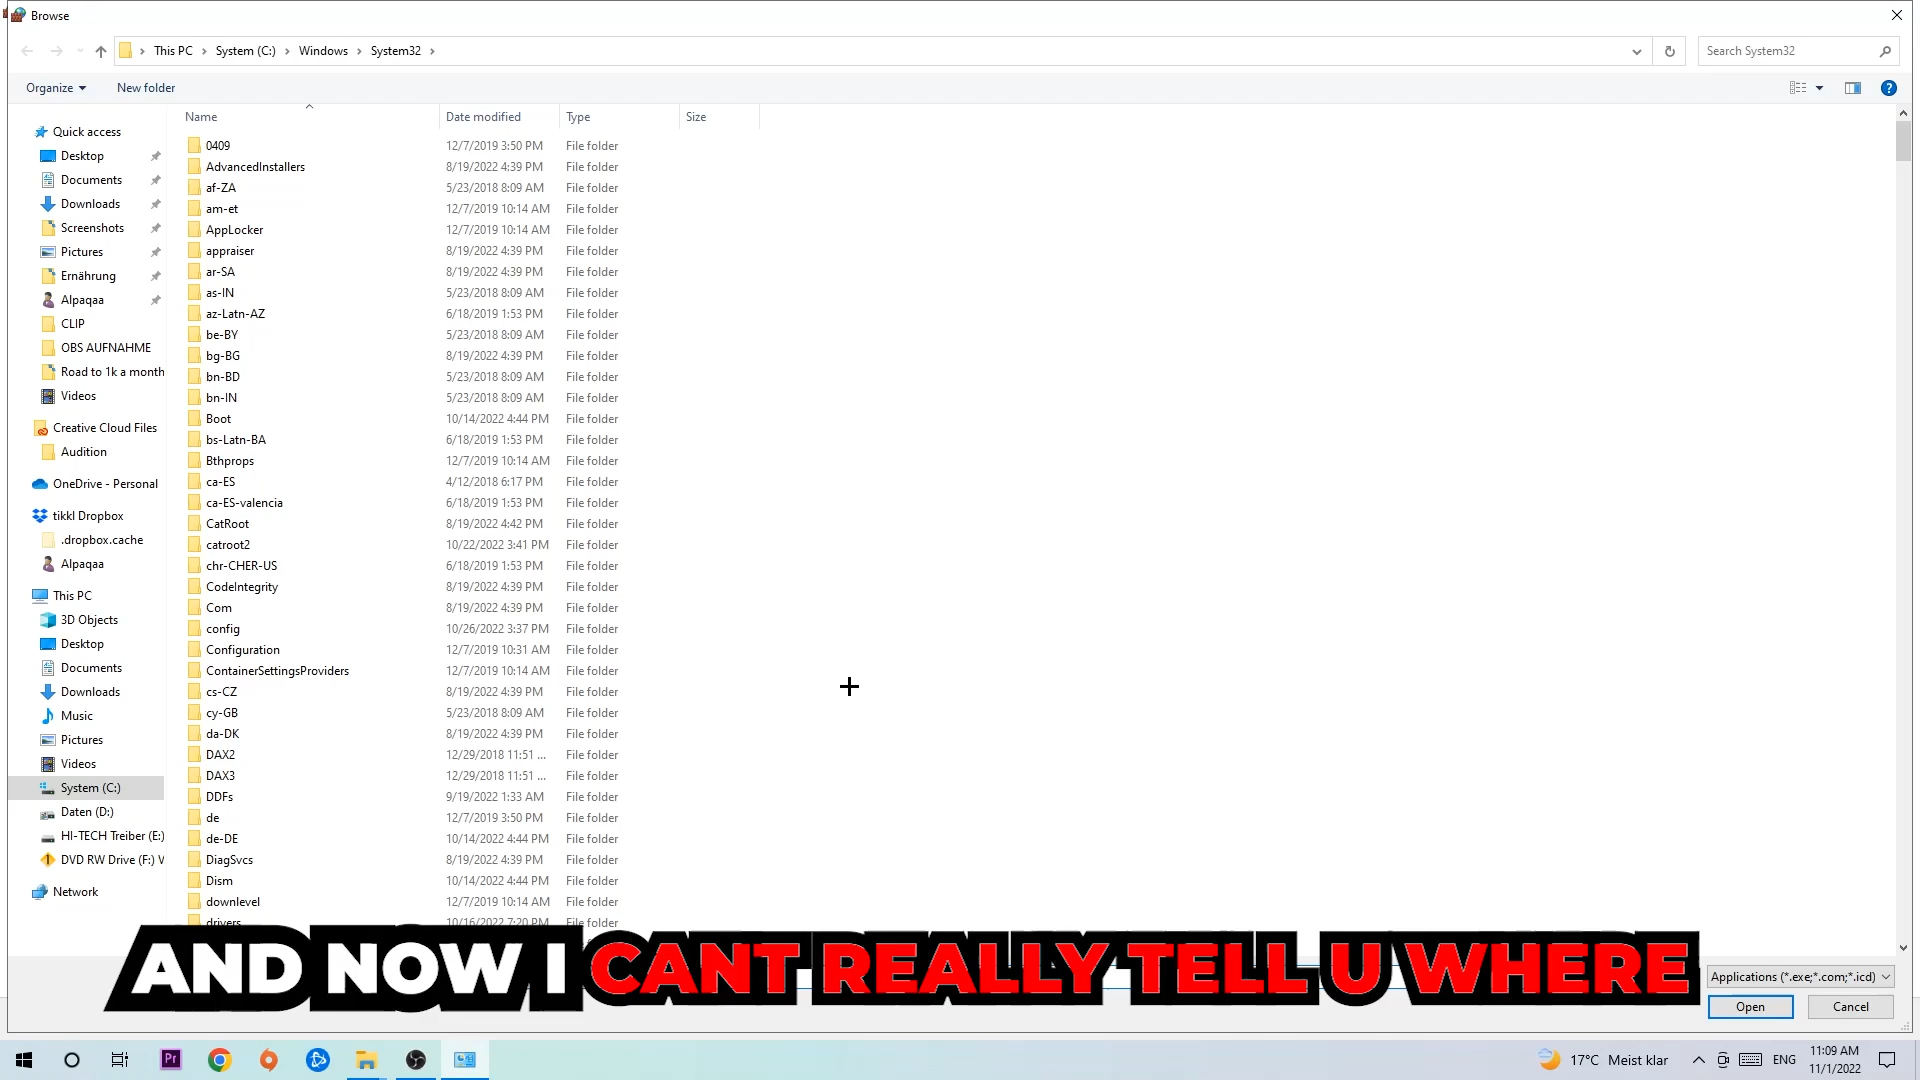 Browse
This PC > System (C:) > Windows > System32 >
Search System32
Organize
New folder
Name Date modified Type Size
Quick access
Desktop
Documents
Downloads
Screenshots
Pictures
Ernährung
Alpaqaa
CLIP
OBS AUFNAHME
Road to 1k a month
Videos
Creative Cloud Files
Audition
OneDrive - Personal
tikkl Dropbox
.dropbox.cache
Alpaqaa
This PC
3D Objects
Desktop
Documents
Downloads
Music
Pictures
Videos
System (C:)
Daten (D:)
HI-TECH Treiber (E:)
DVD RW Drive (F:) V
Network
0409 12/7/2019 3:50 PM File folder
AdvancedInstallers 8/19/2022 4:39 PM File folder
af-ZA 5/23/2018 8:09 AM File folder
am-et 12/7/2019 10:14 AM File folder
AppLocker 12/7/2019 10:14 AM File folder
appraiser 8/19/2022 4:39 PM File folder
ar-SA 8/19/2022 4:39 PM File folder
as-IN 5/23/2018 8:09 AM File folder
az-Latn-AZ 6/18/2019 1:53 PM File folder
be-BY 5/23/2018 8:09 AM File folder
bg-BG 8/19/2022 4:39 PM File folder
bn-BD 5/23/2018 8:09 AM File folder
bn-IN 5/23/2018 8:09 AM File folder
Boot 10/14/2022 4:44 PM File folder
bs-Latn-BA 6/18/2019 1:53 PM File folder
Bthprops 12/7/2019 10:14 AM File folder
ca-ES 4/12/2018 6:17 PM File folder
ca-ES-valencia 6/18/2019 1:53 PM File folder
CatRoot 8/19/2022 4:42 PM File folder
catroot2 10/22/2022 3:41 PM File folder
chr-CHER-US 6/18/2019 1:53 PM File folder
CodeIntegrity 8/19/2022 4:39 PM File folder
Com 8/19/2022 4:39 PM File folder
config 10/26/2022 3:37 PM File folder
Configuration 12/7/2019 10:31 AM File folder
ContainerSettingsProviders 12/7/2019 10:14 AM File folder
cs-CZ 8/19/2022 4:39 PM File folder
cy-GB 5/23/2018 8:09 AM File folder
da-DK 8/19/2022 4:39 PM File folder
DAX2 12/29/2018 11:51 ... File folder
DAX3 12/29/2018 11:51 ... File folder
DDFs 9/19/2022 1:33 AM File folder
de 12/7/2019 3:50 PM File folder
de-DE 10/14/2022 4:44 PM File folder
DiagSvcs 8/19/2022 4:39 PM File folder
Dism 10/14/2022 4:44 PM File folder
downlevel 12/7/2019 10:14 AM File folder
drivers 10/16/2022 7:20 PM File folder
AND NOW I CANT REALLY TELL U WHERE
Applications (*.exe;*.com;*.icd)
Open
Cancel
Pr
17°C Meist klar
ENG
11:09 AM
11/1/2022